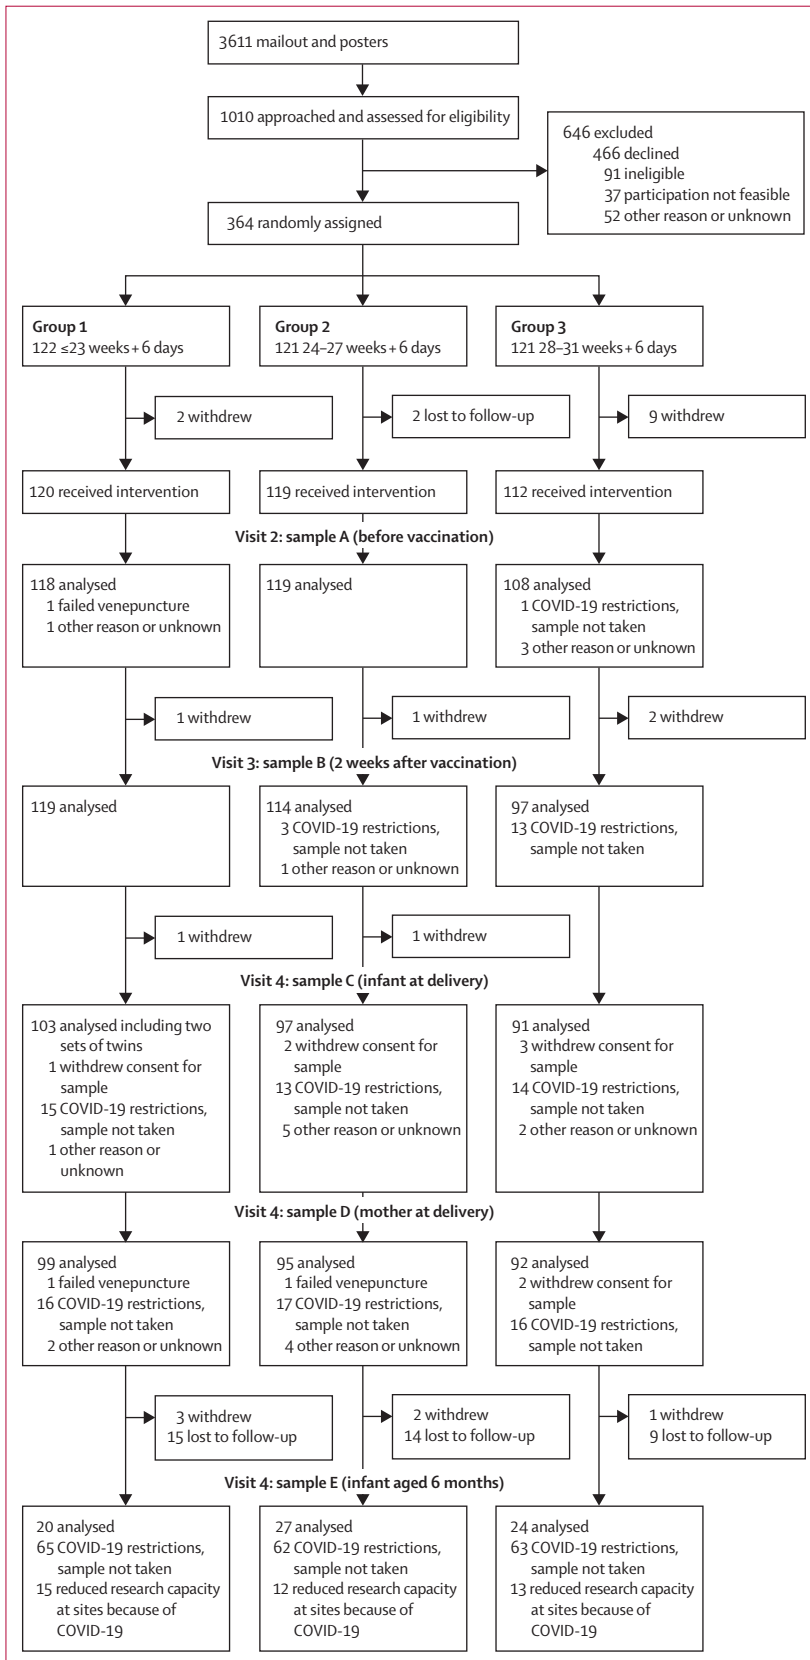 3611 mailout and posters
1010 approached and assessed for eligibility
646 excluded
466 declined
91 ineligible
37 participation not feasible
52 other reason or unknown
364 randomly assigned
Group 1
122 ≤23 weeks + 6 days
Group 2
121 24–27 weeks + 6 days
Group 3
121 28–31 weeks + 6 days
2 withdrew
2 lost to follow-up
9 withdrew
120 received intervention
119 received intervention
112 received intervention
Visit 2: sample A (before vaccination)
118 analysed
1 failed venepuncture
1 other reason or unknown
119 analysed
108 analysed
1 COVID-19 restrictions,
sample not taken
3 other reason or unknown
1 withdrew
1 withdrew
2 withdrew
Visit 3: sample B (2 weeks after vaccination)
119 analysed
114 analysed
3 COVID-19 restrictions,
sample not taken
1 other reason or unknown
97 analysed
13 COVID-19 restrictions,
sample not taken
1 withdrew
1 withdrew
Visit 4: sample C (infant at delivery)
103 analysed including two
sets of twins
1 withdrew consent for
sample
15 COVID-19 restrictions,
sample not taken
1 other reason or
unknown
97 analysed
2 withdrew consent for
sample
13 COVID-19 restrictions,
sample not taken
5 other reason or unknown
91 analysed
3 withdrew consent for
sample
14 COVID-19 restrictions,
sample not taken
2 other reason or unknown
Visit 4: sample D (mother at delivery)
99 analysed
1 failed venepuncture
16 COVID-19 restrictions,
sample not taken
2 other reason or unknown
95 analysed
1 failed venepuncture
17 COVID-19 restrictions,
sample not taken
4 other reason or unknown
92 analysed
2 withdrew consent for
sample
16 COVID-19 restrictions,
sample not taken
3 withdrew
15 lost to follow-up
2 withdrew
14 lost to follow-up
1 withdrew
9 lost to follow-up
Visit 4: sample E (infant aged 6 months)
20 analysed
65 COVID-19 restrictions,
sample not taken
15 reduced research capacity
at sites because of
COVID-19
27 analysed
62 COVID-19 restrictions,
sample not taken
12 reduced research capacity
at sites because of
COVID-19
24 analysed
63 COVID-19 restrictions,
sample not taken
13 reduced research capacity
at sites because of
COVID-19